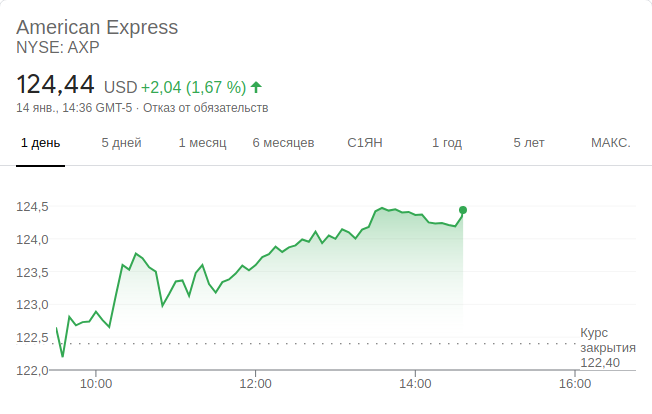 American Express
NYSE: AXP
124,44 USD +2,04 (1,67 %)
14 янв., 14:36 GMT-5 · Отказ от обязательств
1 день 5 дней 1 месяц 6 месяцев С1ЯН 1 год 5 лет МАКС.
124,5
124,0
123,5
123,0
122,5
122,0
Курс
закрытия
122,40
10:00 12:00 14:00 16:00